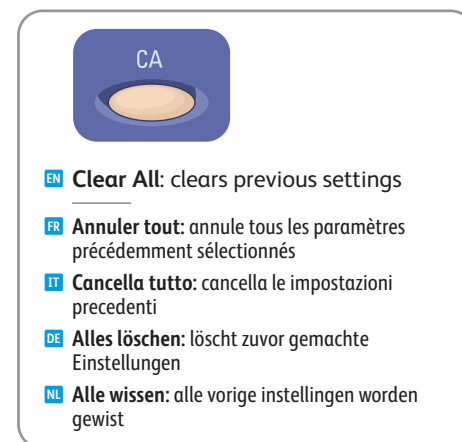 CA
EN Clear All: clears previous settings
FR Annuler tout: annule tous les paramètres
précédemment sélectionnés
IT Cancella tutto: cancella le impostazioni
precedenti
DE Alles löschen: löscht zuvor gemachte
Einstellungen
NL Alle wissen: alle vorige instellingen worden
gewist